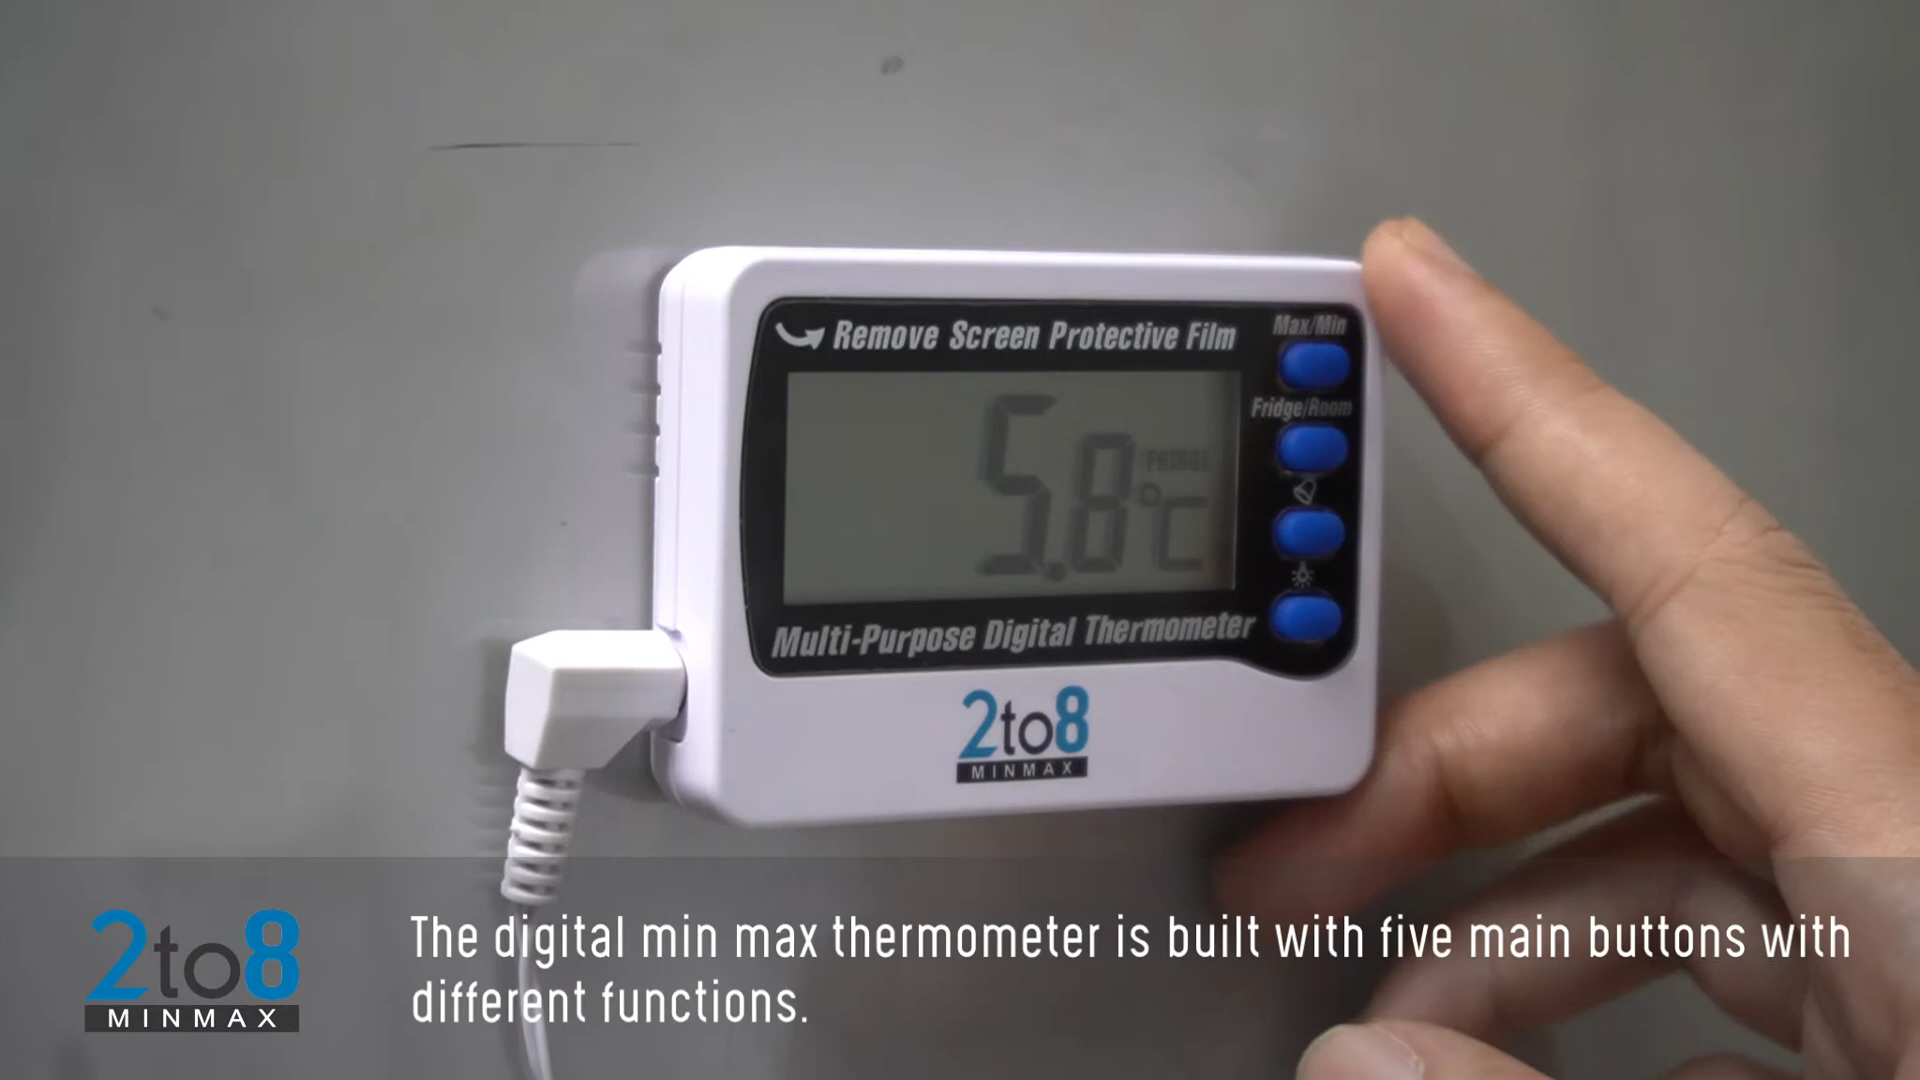 Remove Screen Protective Film
Max/Min
Fridge/Room
5.8 °C
FRIDGE
Multi-Purpose Digital Thermometer
2to8
MINMAX
2to8
MINMAX
The digital min max thermometer is built with five main buttons with
different functions.